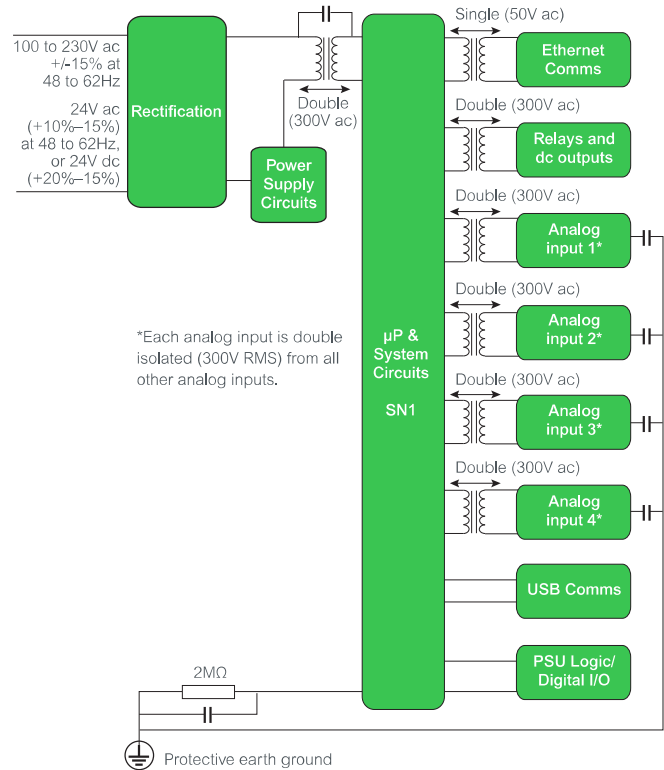 100 to 230V ac
+/-15% at
48 to 62Hz
24V ac
(+10%–15%)
at 48 to 62Hz,
or 24V dc
(+20%–15%)
Rectification
Double
(300V ac)
Power
Supply
Circuits
*Each analog input is double
isolated (300V RMS) from all
other analog inputs.
µP &
System
Circuits
SN1
Single (50V ac)
Ethernet
Comms
Double (300V ac)
Relays and
dc outputs
Double (300V ac)
Analog
input 1*
Double (300V ac)
Analog
input 2*
Double (300V ac)
Analog
input 3*
Double (300V ac)
Analog
input 4*
USB Comms
PSU Logic/
Digital I/O
2MΩ
Protective earth ground